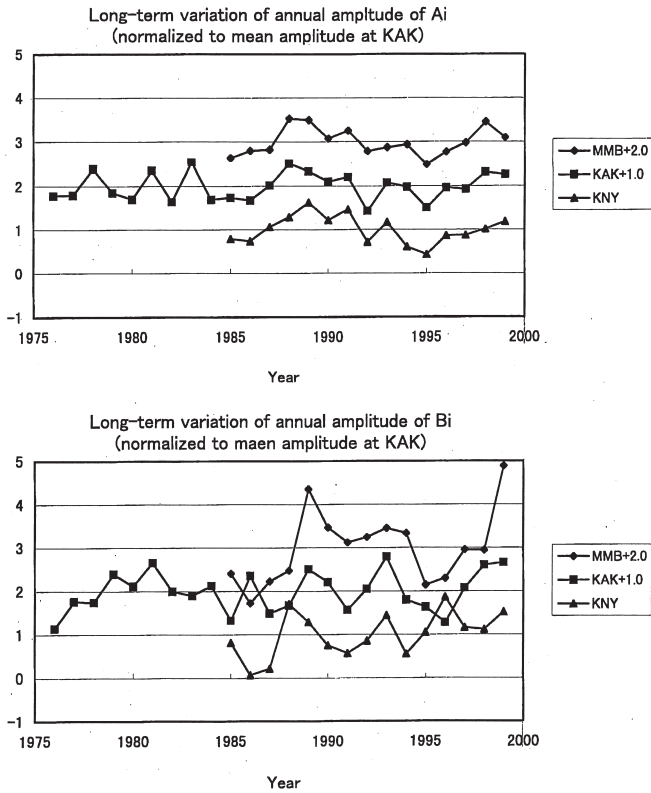 Long-term variation of annual ampltude of Ai
(normalized to mean amplitude at KAK)
5
4
3
2
1
0
-1
1975 1980 1985 1990 1995 2000
Year
MMB+2.0
KAK+1.0
KNY
Long-term variation of annual amplitude of Bi
(normalized to maen amplitude at KAK)
5
4
3
2
1
0
-1
1975 1980 1985 1990 1995 2000
Year
MMB+2.0
KAK+1.0
KNY